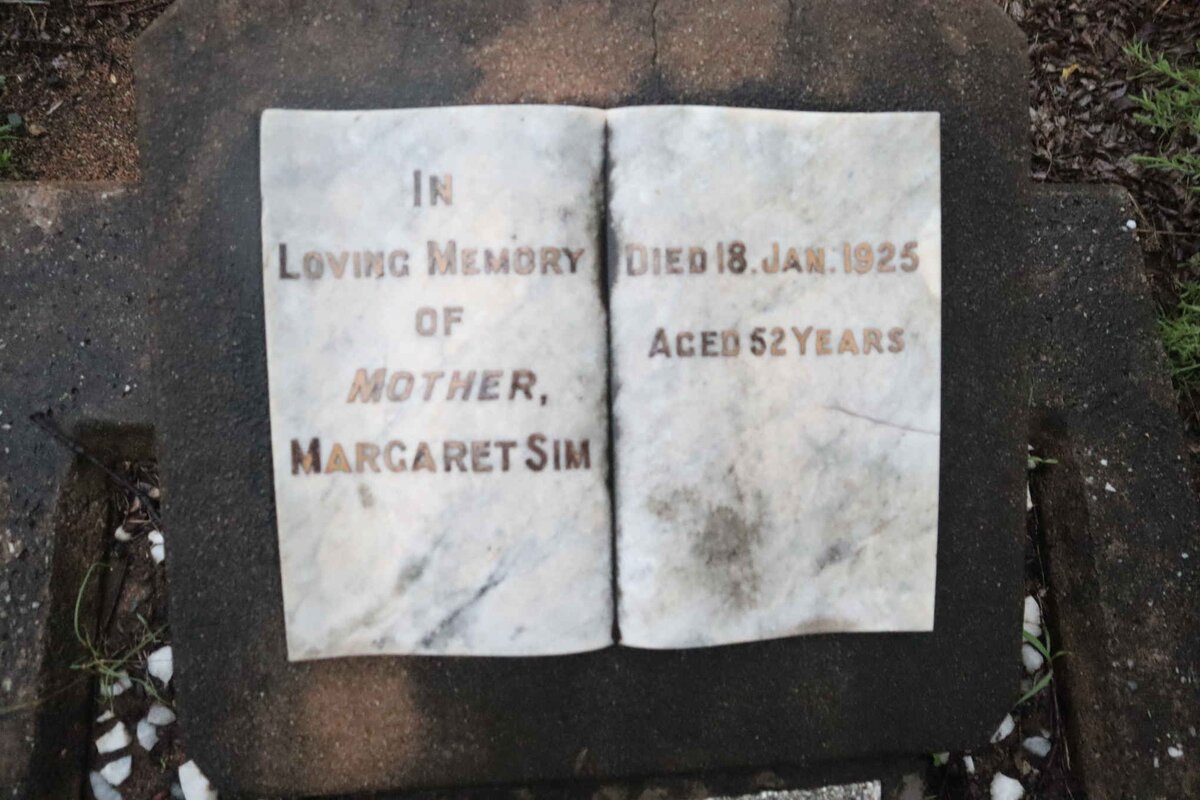 In
Loving Memory
of
Mother,
Margaret Sim
Died 18. Jan. 1925
Aged 52 Years